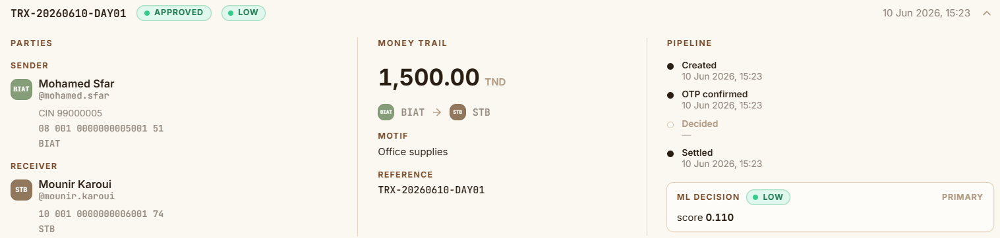 TRX-20260610-DAY01 APPROVED LOW 10 Jun 2026, 15:23
PARTIES
SENDER
BIAT Mohamed Sfar
@mohamed.sfar
CIN 99000005
08 001 0000000005001 51
BIAT
RECEIVER
STB Mounir Karoui
@mounir.karoui
10 001 0000000006001 74
STB
MONEY TRAIL
1,500.00 TND
BIAT BIAT → STB STB
MOTIF
Office supplies
REFERENCE
TRX-20260610-DAY01
PIPELINE
Created
10 Jun 2026, 15:23
OTP confirmed
10 Jun 2026, 15:23
Decided
—
Settled
10 Jun 2026, 15:23
ML DECISION LOW PRIMARY
score 0.110